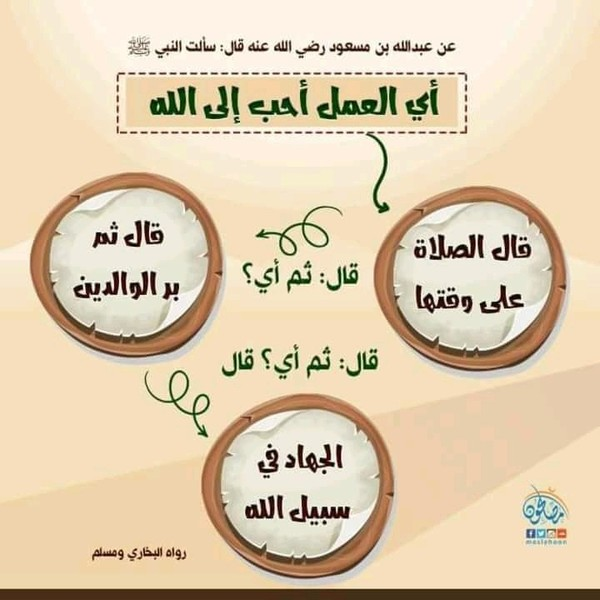 عن عبدالله بن مسعود رضي الله عنه قال: سألت النبي ﷺ
أي العمل أحب إلى الله
قال الصلاة
على وقتها
قال: ثم أي؟
قال ثم
بر الوالدين
قال: ثم أي؟ قال
الجهاد في
سبيل الله
رواه البخاري ومسلم
مصلحون
moslehoon